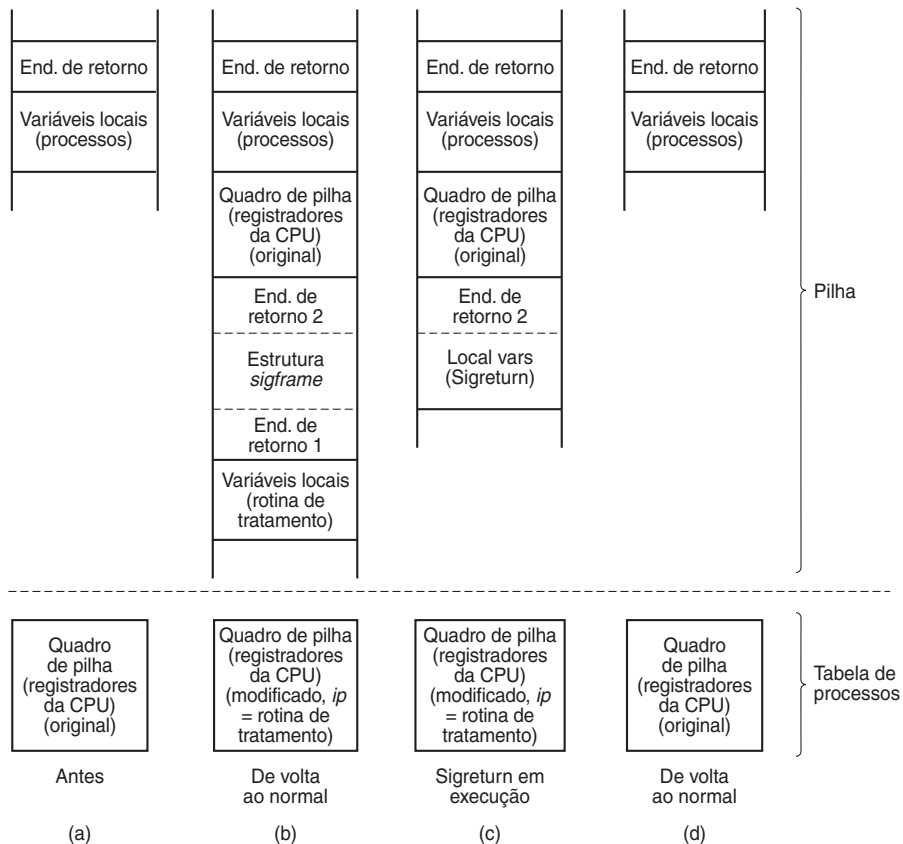 End. de retorno
Variáveis locais
(processos)
End. de retorno
Variáveis locais
(processos)
Quadro de pilha
(registradores
da CPU)
(original)
End. de
retorno 2
Estrutura
sigframe
End. de
retorno 1
Variáveis locais
(rotina de
tratamento)
End. de retorno
Variáveis locais
(processos)
Quadro de pilha
(registradores
da CPU)
(original)
End. de
retorno 2
Local vars
(Sigreturn)
End. de retorno
Variáveis locais
(processos)
Pilha
Quadro
de pilha
(registradores
da CPU)
(original)
Quadro de pilha
(registradores
da CPU)
(modificado, ip
= rotina de
tratamento)
Quadro de pilha
(registradores
da CPU)
(modificado, ip
= rotina de
tratamento)
Quadro
de pilha
(registradores
da CPU)
(original)
Tabela de
processos
Antes
De volta
ao normal
Sigreturn em
execução
De volta
ao normal
(a)
(b)
(c)
(d)